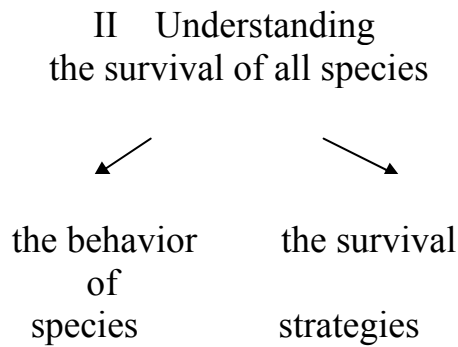 II Understanding
the survival of all species
the behavior
of
species
the survival
strategies